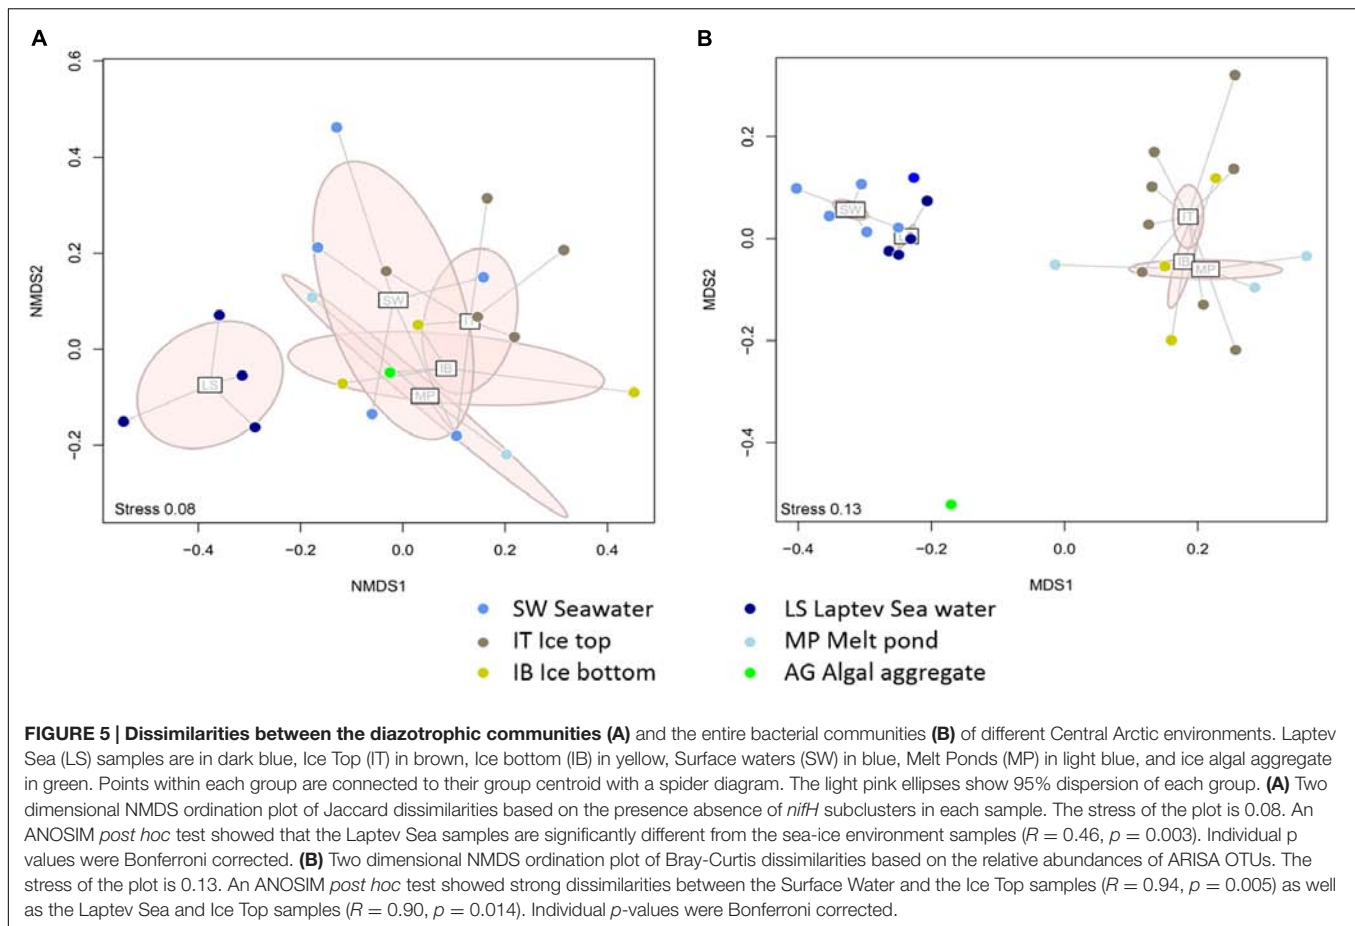 A
B
0.6
0.4
0.2
0.0
−0.2
NMDS2
SW
IT
IB
MP
LS
Stress 0.08
−0.4 −0.2 0.0 0.2 0.4
NMDS1
0.2
0.0
−0.2
−0.4
MDS2
SW
IT
IB
MP
Stress 0.13
−0.4 −0.2 0.0 0.2
MDS1
SW Seawater
IT Ice top
IB Ice bottom
LS Laptev Sea water
MP Melt pond
AG Algal aggregate
FIGURE 5 | Dissimilarities between the diazotrophic communities (A) and the entire bacterial communities (B) of different Central Arctic environments. Laptev
Sea (LS) samples are in dark blue, Ice Top (IT) in brown, Ice bottom (IB) in yellow, Surface waters (SW) in blue, Melt Ponds (MP) in light blue, and ice algal aggregate
in green. Points within each group are connected to their group centroid with a spider diagram. The light pink ellipses show 95% dispersion of each group. (A) Two
dimensional NMDS ordination plot of Jaccard dissimilarities based on the presence absence of nifH subclusters in each sample. The stress of the plot is 0.08. An
ANOSIM post hoc test showed that the Laptev Sea samples are significantly different from the sea-ice environment samples (R = 0.46, p = 0.003). Individual p
values were Bonferroni corrected. (B) Two dimensional NMDS ordination plot of Bray-Curtis dissimilarities based on the relative abundances of ARISA OTUs. The
stress of the plot is 0.13. An ANOSIM post hoc test showed strong dissimilarities between the Surface Water and the Ice Top samples (R = 0.94, p = 0.005) as well
as the Laptev Sea and Ice Top samples (R = 0.90, p = 0.014). Individual p-values were Bonferroni corrected.